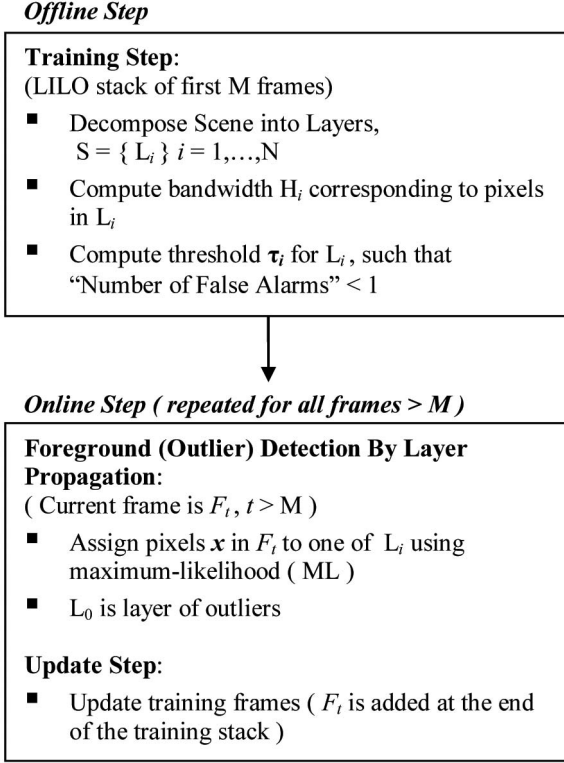 Offline Step
Training Step:
(LILO stack of first M frames)
▪ Decompose Scene into Layers,
S = { Lᵢ } i = 1,…,N
▪ Compute bandwidth Hᵢ corresponding to pixels
in Lᵢ
▪ Compute threshold τᵢ for Lᵢ , such that
“Number of False Alarms” < 1
Online Step ( repeated for all frames > M )
Foreground (Outlier) Detection By Layer
Propagation:
( Current frame is Fₜ, t > M )
▪ Assign pixels x in Fₜ to one of Lᵢ using
maximum-likelihood ( ML )
▪ L₀ is layer of outliers
Update Step:
▪ Update training frames ( Fₜ is added at the end
of the training stack )